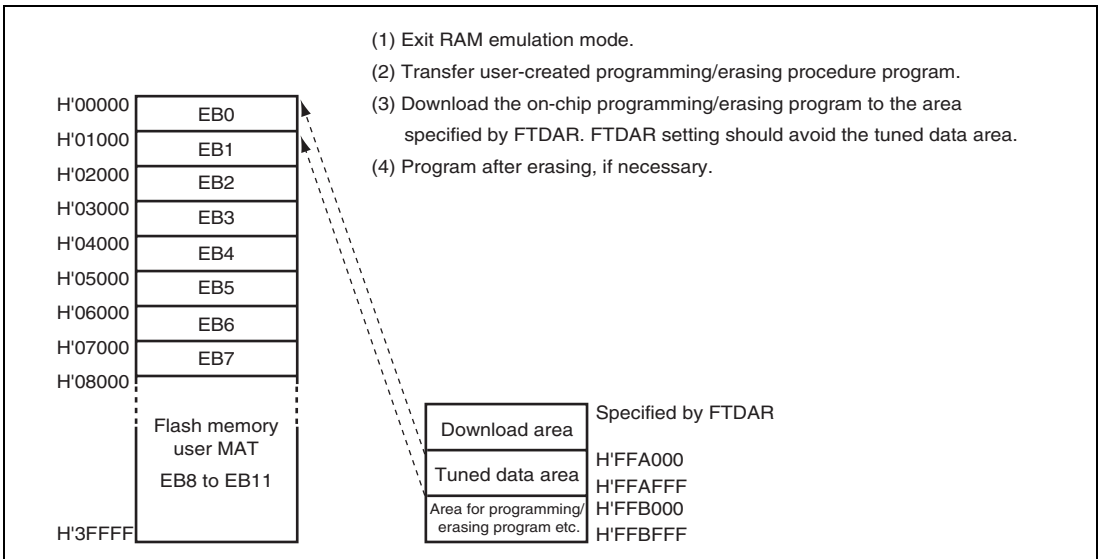 (1) Exit RAM emulation mode.
(2) Transfer user-created programming/erasing procedure program.
(3) Download the on-chip programming/erasing program to the area
specified by FTDAR. FTDAR setting should avoid the tuned data area.
(4) Program after erasing, if necessary.
H'00000
EB0
H'01000
EB1
H'02000
EB2
H'03000
EB3
H'04000
EB4
H'05000
EB5
H'06000
EB6
H'07000
EB7
H'08000
Flash memory
user MAT
EB8 to EB11
H'3FFFF
Download area
Specified by FTDAR
Tuned data area
H'FFA000
H'FFAFFF
Area for programming/
erasing program etc.
H'FFB000
H'FFBFFF